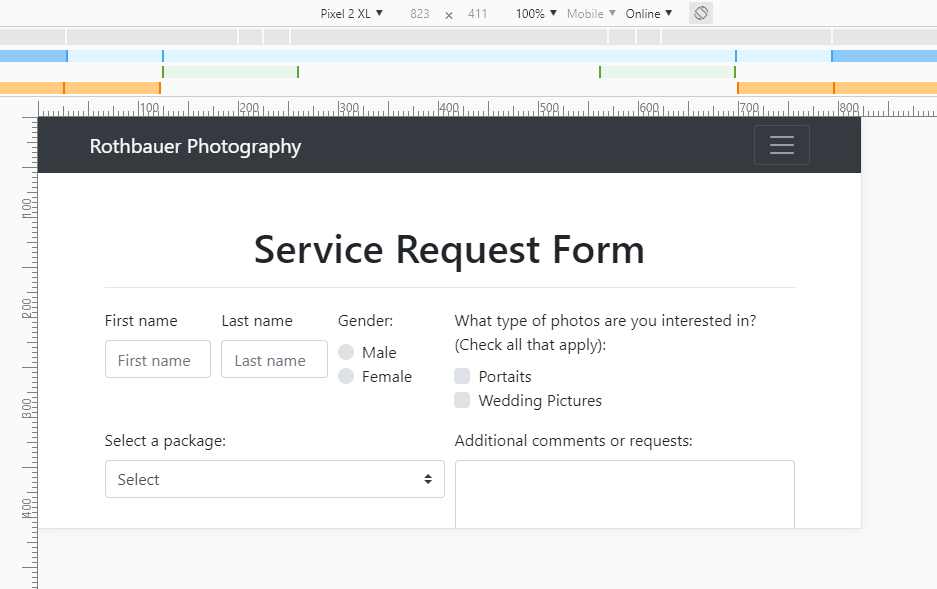 Pixel 2 XL ▼ 823 x 411 100% ▼ Mobile ▼ Online ▼
100 200 300 400 500 600 700 800
Rothbauer Photography
100
200
300
400
Service Request Form
First name Last name Gender: What type of photos are you interested in?
(Check all that apply):
First name Last name Male
Female
Portaits
Wedding Pictures
Select a package: Additional comments or requests:
Select